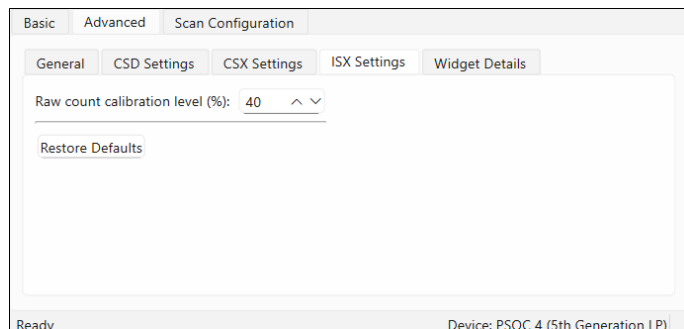 Basic Advanced Scan Configuration
General CSD Settings CSX Settings ISX Settings Widget Details
Raw count calibration level (%): 40
Restore Defaults
Ready Device: PSOC 4 (5th Generation LP)